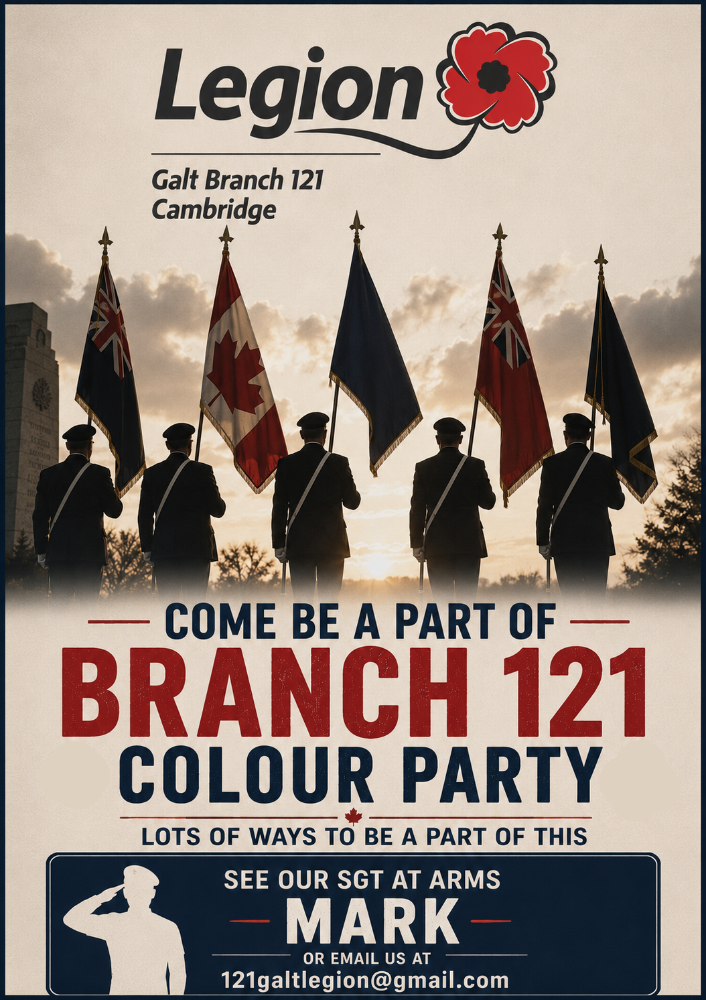 Legion
Galt Branch 121
Cambridge
COME BE A PART OF
BRANCH 121
COLOUR PARTY
LOTS OF WAYS TO BE A PART OF THIS
SEE OUR SGT AT ARMS
MARK
OR EMAIL US AT
121galtlegion@gmail.com